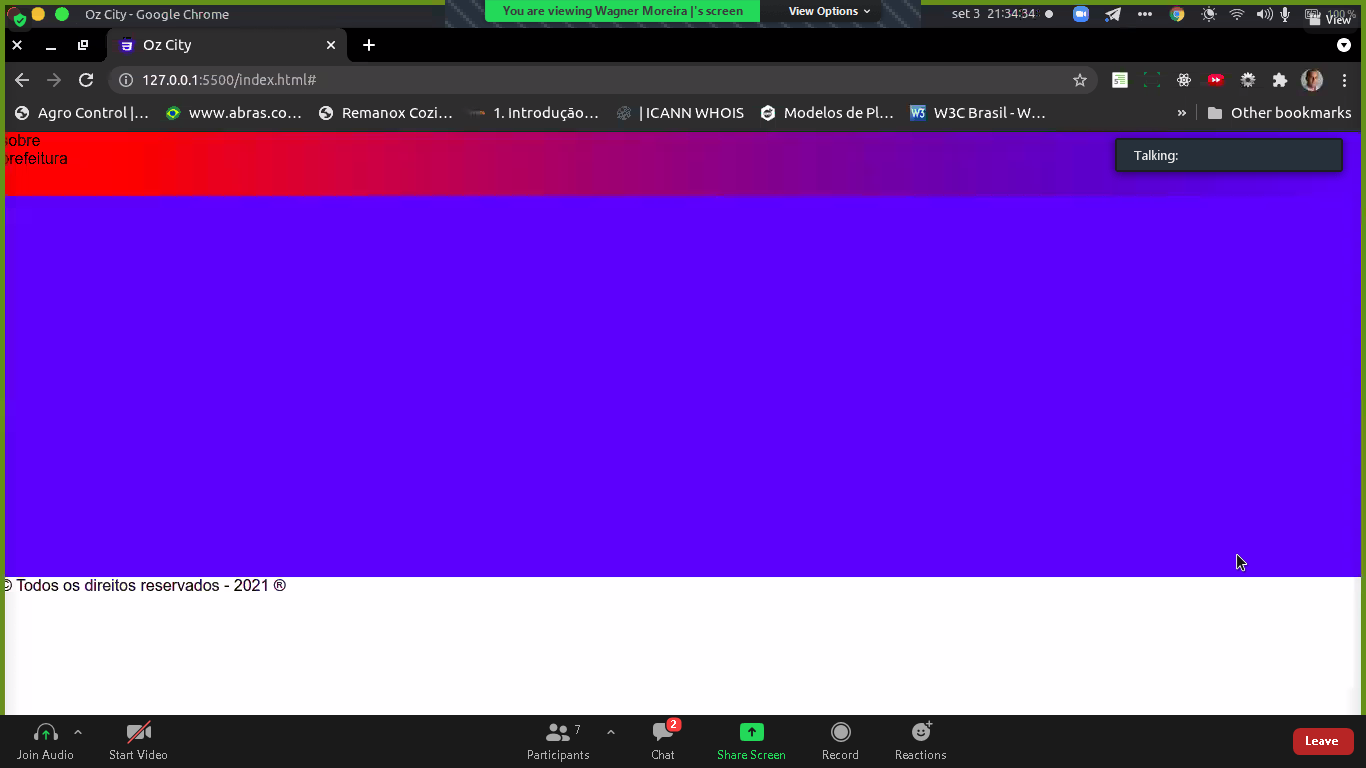 Oz City - Google Chrome
You are viewing Wagner Moreira |'s screen
View Options
set 3 21:34:34
100%
View
Oz City
127.0.0.1:5500/index.html#
Agro Control |...
www.abras.co...
Remanox Cozi...
1. Introdução...
| ICANN WHOIS
Modelos de Pl...
W3C Brasil - W...
»
Other bookmarks
sobre
prefeitura
Talking:
© Todos os direitos reservados - 2021 ®
Join Audio
Start Video
Participants
7
Chat
2
Share Screen
Record
Reactions
Leave